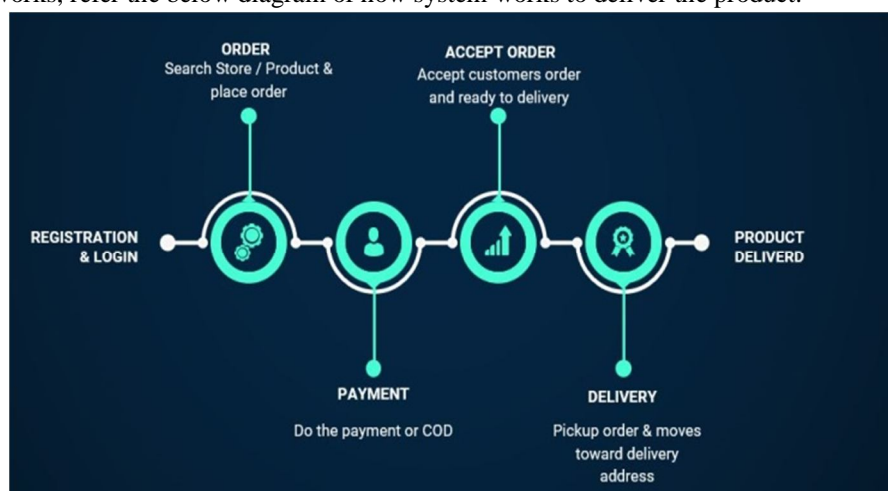 works, refer the below diagram of how system works to deliver the product.
ORDER
Search Store / Product &
place order
ACCEPT ORDER
Accept customers order
and ready to delivery
REGISTRATION
& LOGIN
PRODUCT
DELIVERD
PAYMENT
Do the payment or COD
DELIVERY
Pickup order & moves
toward delivery
address